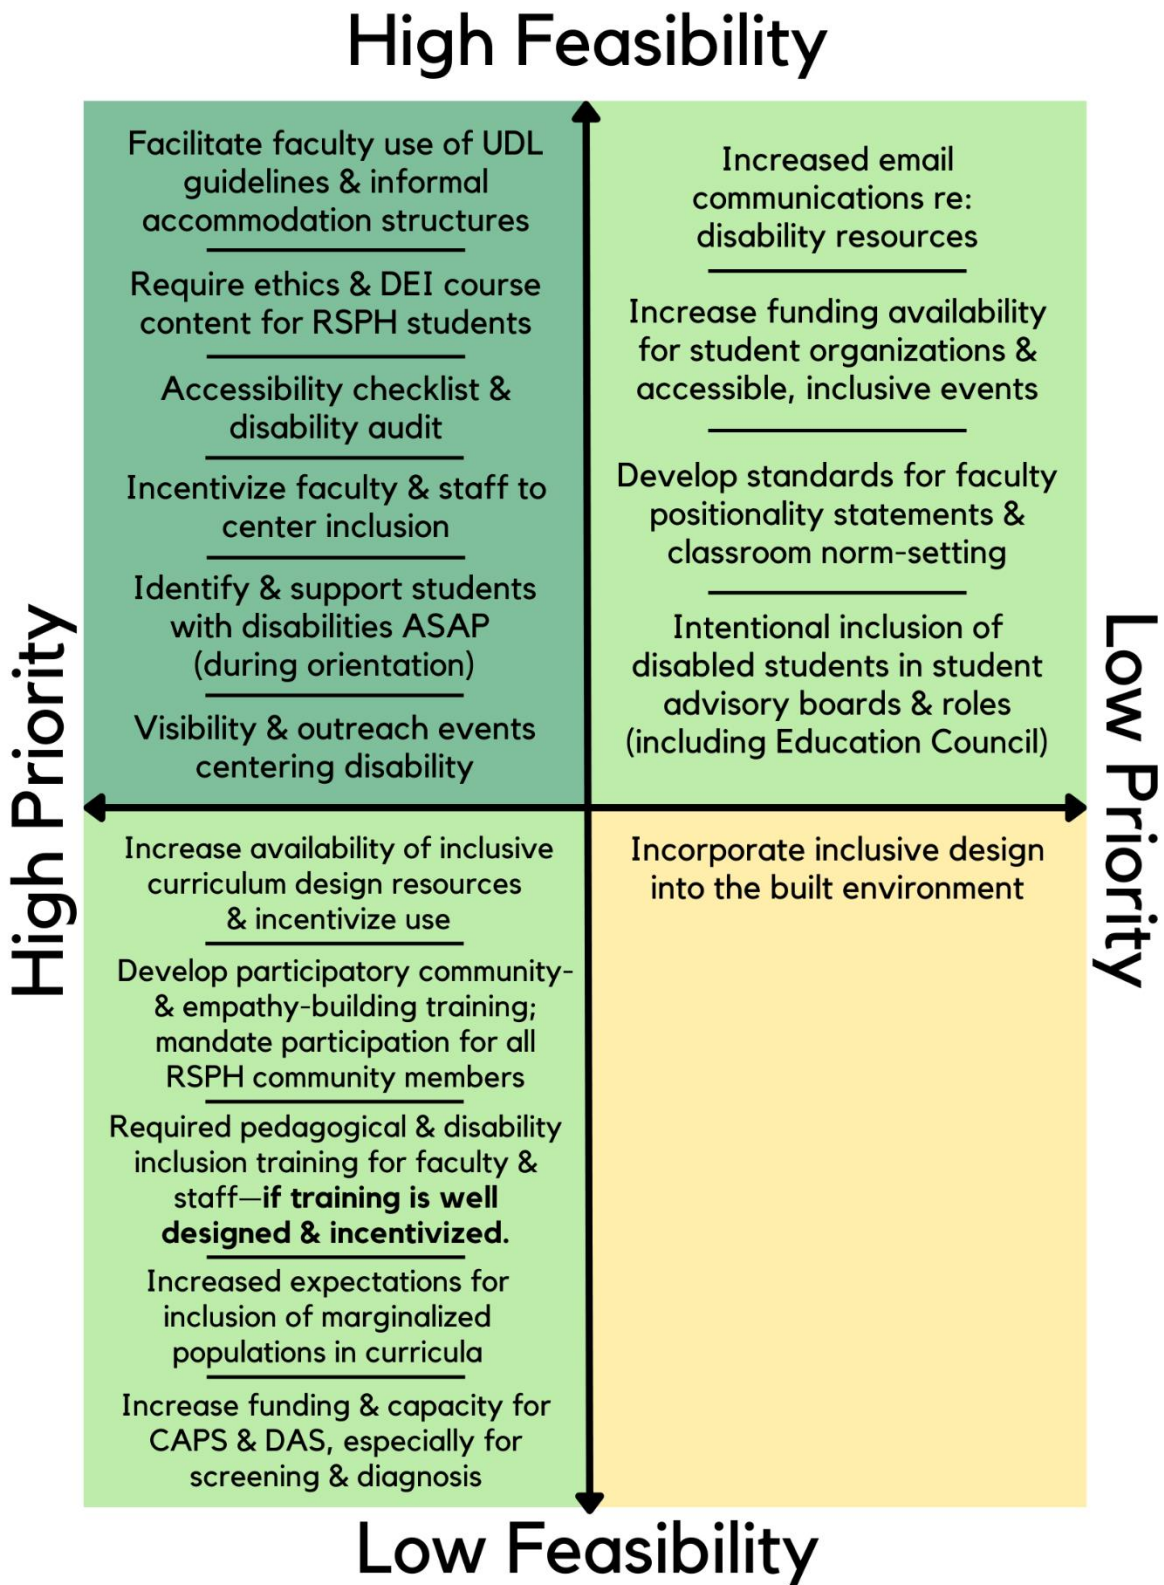 High Feasibility
Facilitate faculty use of UDL
guidelines & informal
accommodation structures
Require ethics & DEI course
content for RSPH students
Accessibility checklist &
disability audit
Incentivize faculty & staff to
center inclusion
Identify & support students
with disabilities ASAP
(during orientation)
Visibility & outreach events
centering disability
Increased email
communications re:
disability resources
Increase funding availability
for student organizations &
accessible, inclusive events
Develop standards for faculty
positionality statements &
classroom norm-setting
Intentional inclusion of
disabled students in student
advisory boards & roles
(including Education Council)
High Priority
Low Priority
Increase availability of inclusive
curriculum design resources
& incentivize use
Develop participatory community-
& empathy-building training;
mandate participation for all
RSPH community members
Required pedagogical & disability
inclusion training for faculty &
staff—if training is well
designed & incentivized.
Increased expectations for
inclusion of marginalized
populations in curricula
Increase funding & capacity for
CAPS & DAS, especially for
screening & diagnosis
Incorporate inclusive design
into the built environment
Low Feasibility